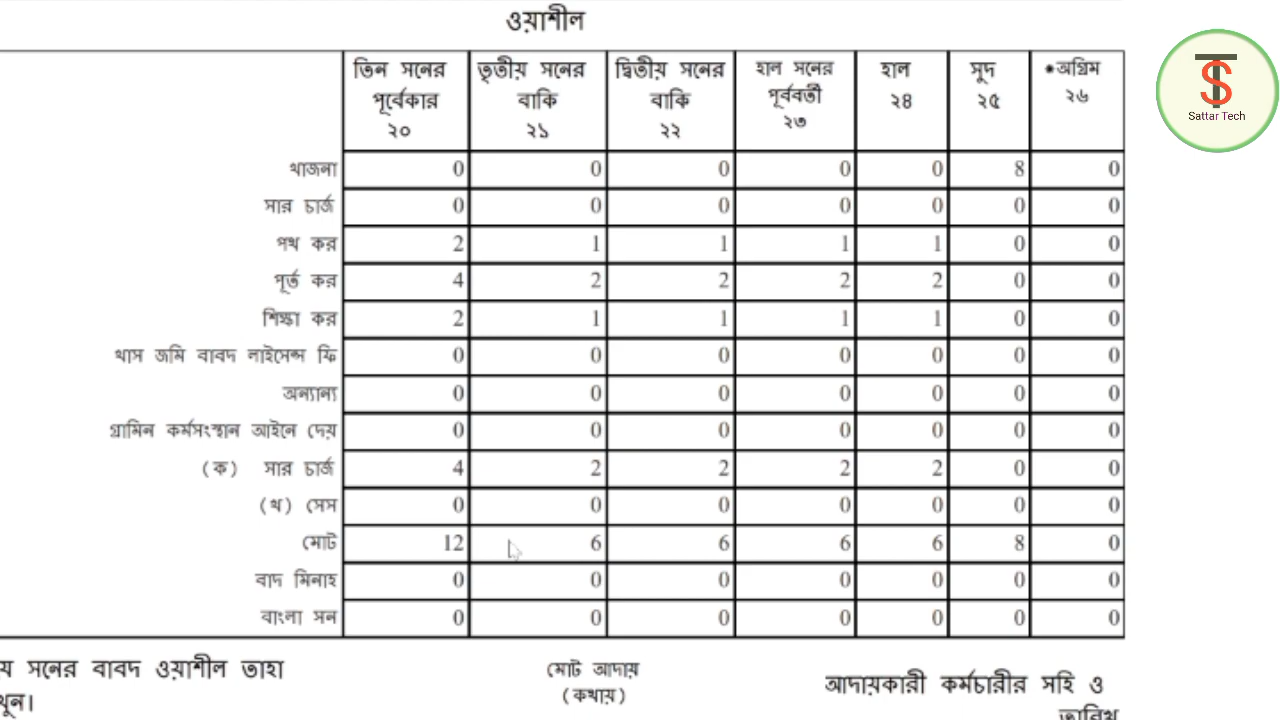 ওয়াশীল
তিন সনের পূর্বেকার ২০ তৃতীয় সনের বাকি ২১ দ্বিতীয় সনের বাকি ২২ হাল সনের পূর্ববর্তী ২৩ হাল ২৪ সুদ ২৫ *অগ্রিম ২৬
Sattar Tech
খাজনা 0 0 0 0 0 8 0
সার চার্জ 0 0 0 0 0 0 0
পথ কর 2 1 1 1 1 0 0
পূর্ত কর 4 2 2 2 2 0 0
শিক্ষা কর 2 1 1 1 1 0 0
খাস জমি বাবদ লাইসেন্স ফি 0 0 0 0 0 0 0
অন্যান্য 0 0 0 0 0 0 0
গ্রামিন কর্মসংস্থান আইনে দেয় 0 0 0 0 0 0 0
(ক) সার চার্জ 4 2 2 2 2 0 0
(খ) সেস 0 0 0 0 0 0 0
মোট 12 6 6 6 6 8 0
বাদ মিনাহ 0 0 0 0 0 0 0
বাংলা সন 0 0 0 0 0 0 0
সনের বাবদ ওয়াশীল তাহা
মোট আদায়
(কথায়)
আদায়কারী কর্মচারীর সহি ও
তারিখ